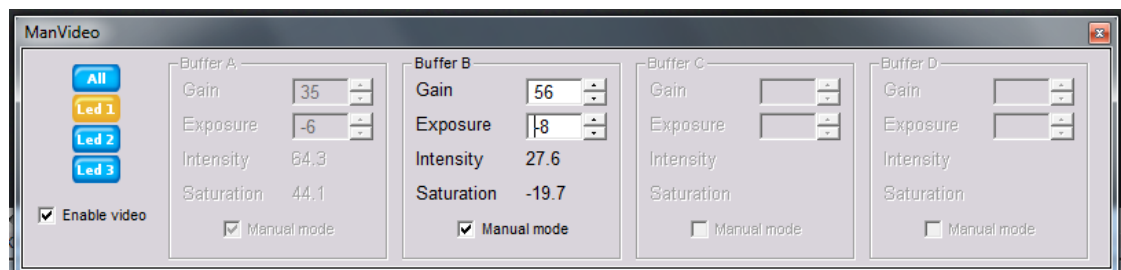 ManVideo
All
Led 1
Led 2
Led 3
Enable video
Buffer A
Gain 35
Exposure -6
Intensity 64.3
Saturation 44.1
Manual mode
Buffer B
Gain 56
Exposure -8
Intensity 27.6
Saturation -19.7
Manual mode
Buffer C
Gain
Exposure
Intensity
Saturation
Manual mode
Buffer D
Gain
Exposure
Intensity
Saturation
Manual mode